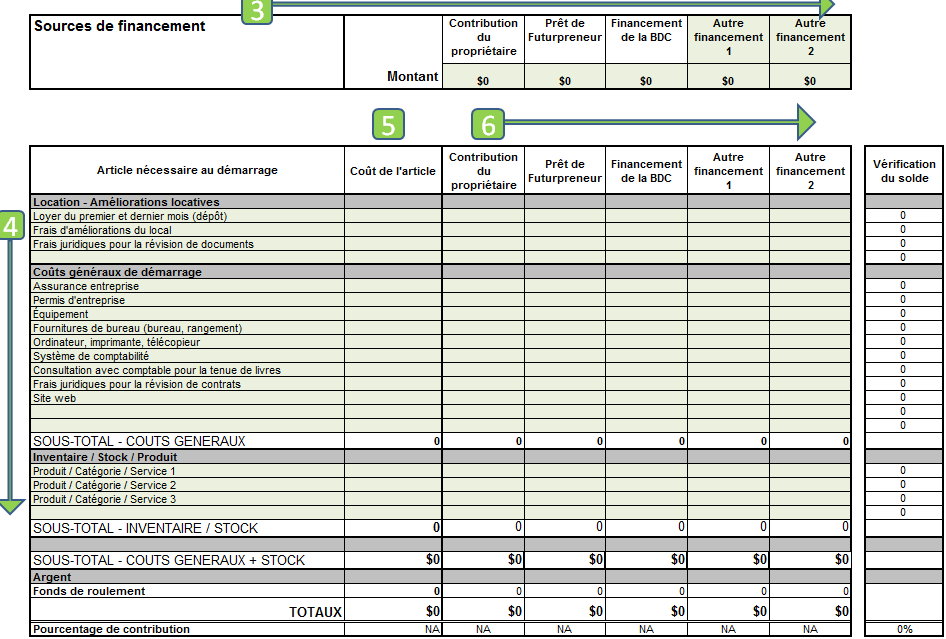 3
Sources de financement
Montant
Contribution du propriétaire
Prêt de Futurpreneur
Financement de la BDC
Autre financement 1
Autre financement 2
$0 $0 $0 $0 $0
5 6
Article nécessaire au démarrage
Coût de l'article
Contribution du propriétaire
Prêt de Futurpreneur
Financement de la BDC
Autre financement 1
Autre financement 2
Vérification du solde
4
Location - Améliorations locatives
Loyer du premier et dernier mois (dépôt) 0
Frais d'améliorations du local 0
Frais juridiques pour la révision de documents 0
0
Coûts généraux de démarrage
Assurance entreprise 0
Permis d'entreprise 0
Équipement 0
Fournitures de bureau (bureau, rangement) 0
Ordinateur, imprimante, télécopieur 0
Système de comptabilité 0
Consultation avec comptable pour la tenue de livres 0
Frais juridiques pour la révision de contrats 0
Site web 0
0
0
SOUS-TOTAL - COUTS GENERAUX 0 0 0 0 0 0
Inventaire / Stock / Produit
Produit / Catégorie / Service 1 0
Produit / Catégorie / Service 2 0
Produit / Catégorie / Service 3 0
0
SOUS-TOTAL - INVENTAIRE / STOCK 0 0 0 0 0 0
SOUS-TOTAL - COUTS GENERAUX + STOCK $0 $0 $0 $0 $0 $0
Argent
Fonds de roulement 0 0 0 0 0 0
TOTAUX $0 $0 $0 $0 $0 $0
Pourcentage de contribution NA NA NA NA NA NA 0%